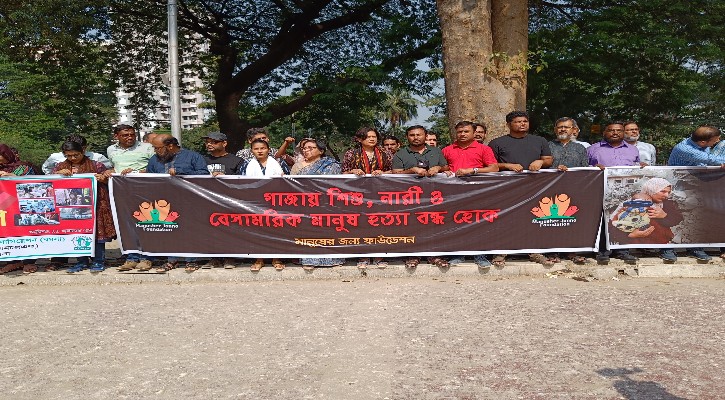 গাজায় শিশু, নারী ও
বেসামরিক মানুষ হত্যা বন্ধ হোক
মানুষের জন্য ফাউন্ডেশন
Manusher Jonno
Foundation
Manusher Jonno
Foundation